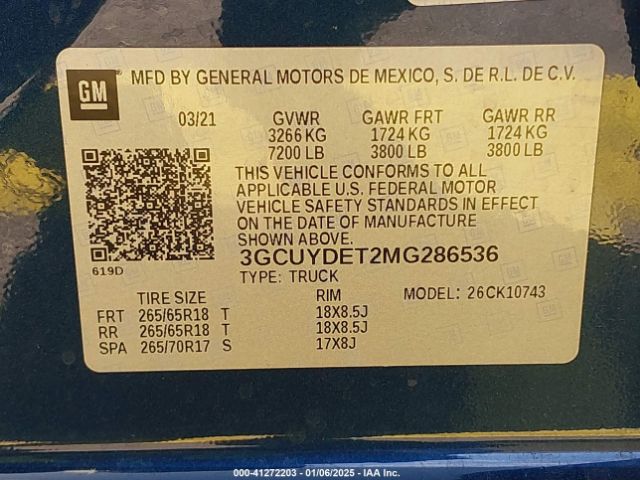 GM
MFD BY GENERAL MOTORS DE MEXICO, S. DE R.L. DE C.V.
03/21 GVWR GAWR FRT GAWR RR
3266 KG 1724 KG 1724 KG
7200 LB 3800 LB 3800 LB
THIS VEHICLE CONFORMS TO ALL
APPLICABLE U.S. FEDERAL MOTOR
VEHICLE SAFETY STANDARDS IN EFFECT
ON THE DATE OF MANUFACTURE
SHOWN ABOVE.
619D
3GCUYDET2MG286536
TYPE: TRUCK
TIRE SIZE RIM MODEL: 26CK10743
FRT 265/65R18 T 18X8.5J
RR 265/65R18 T 18X8.5J
SPA 265/70R17 S 17X8J
000-41272203 - 01/06/2025 - IAA Inc.